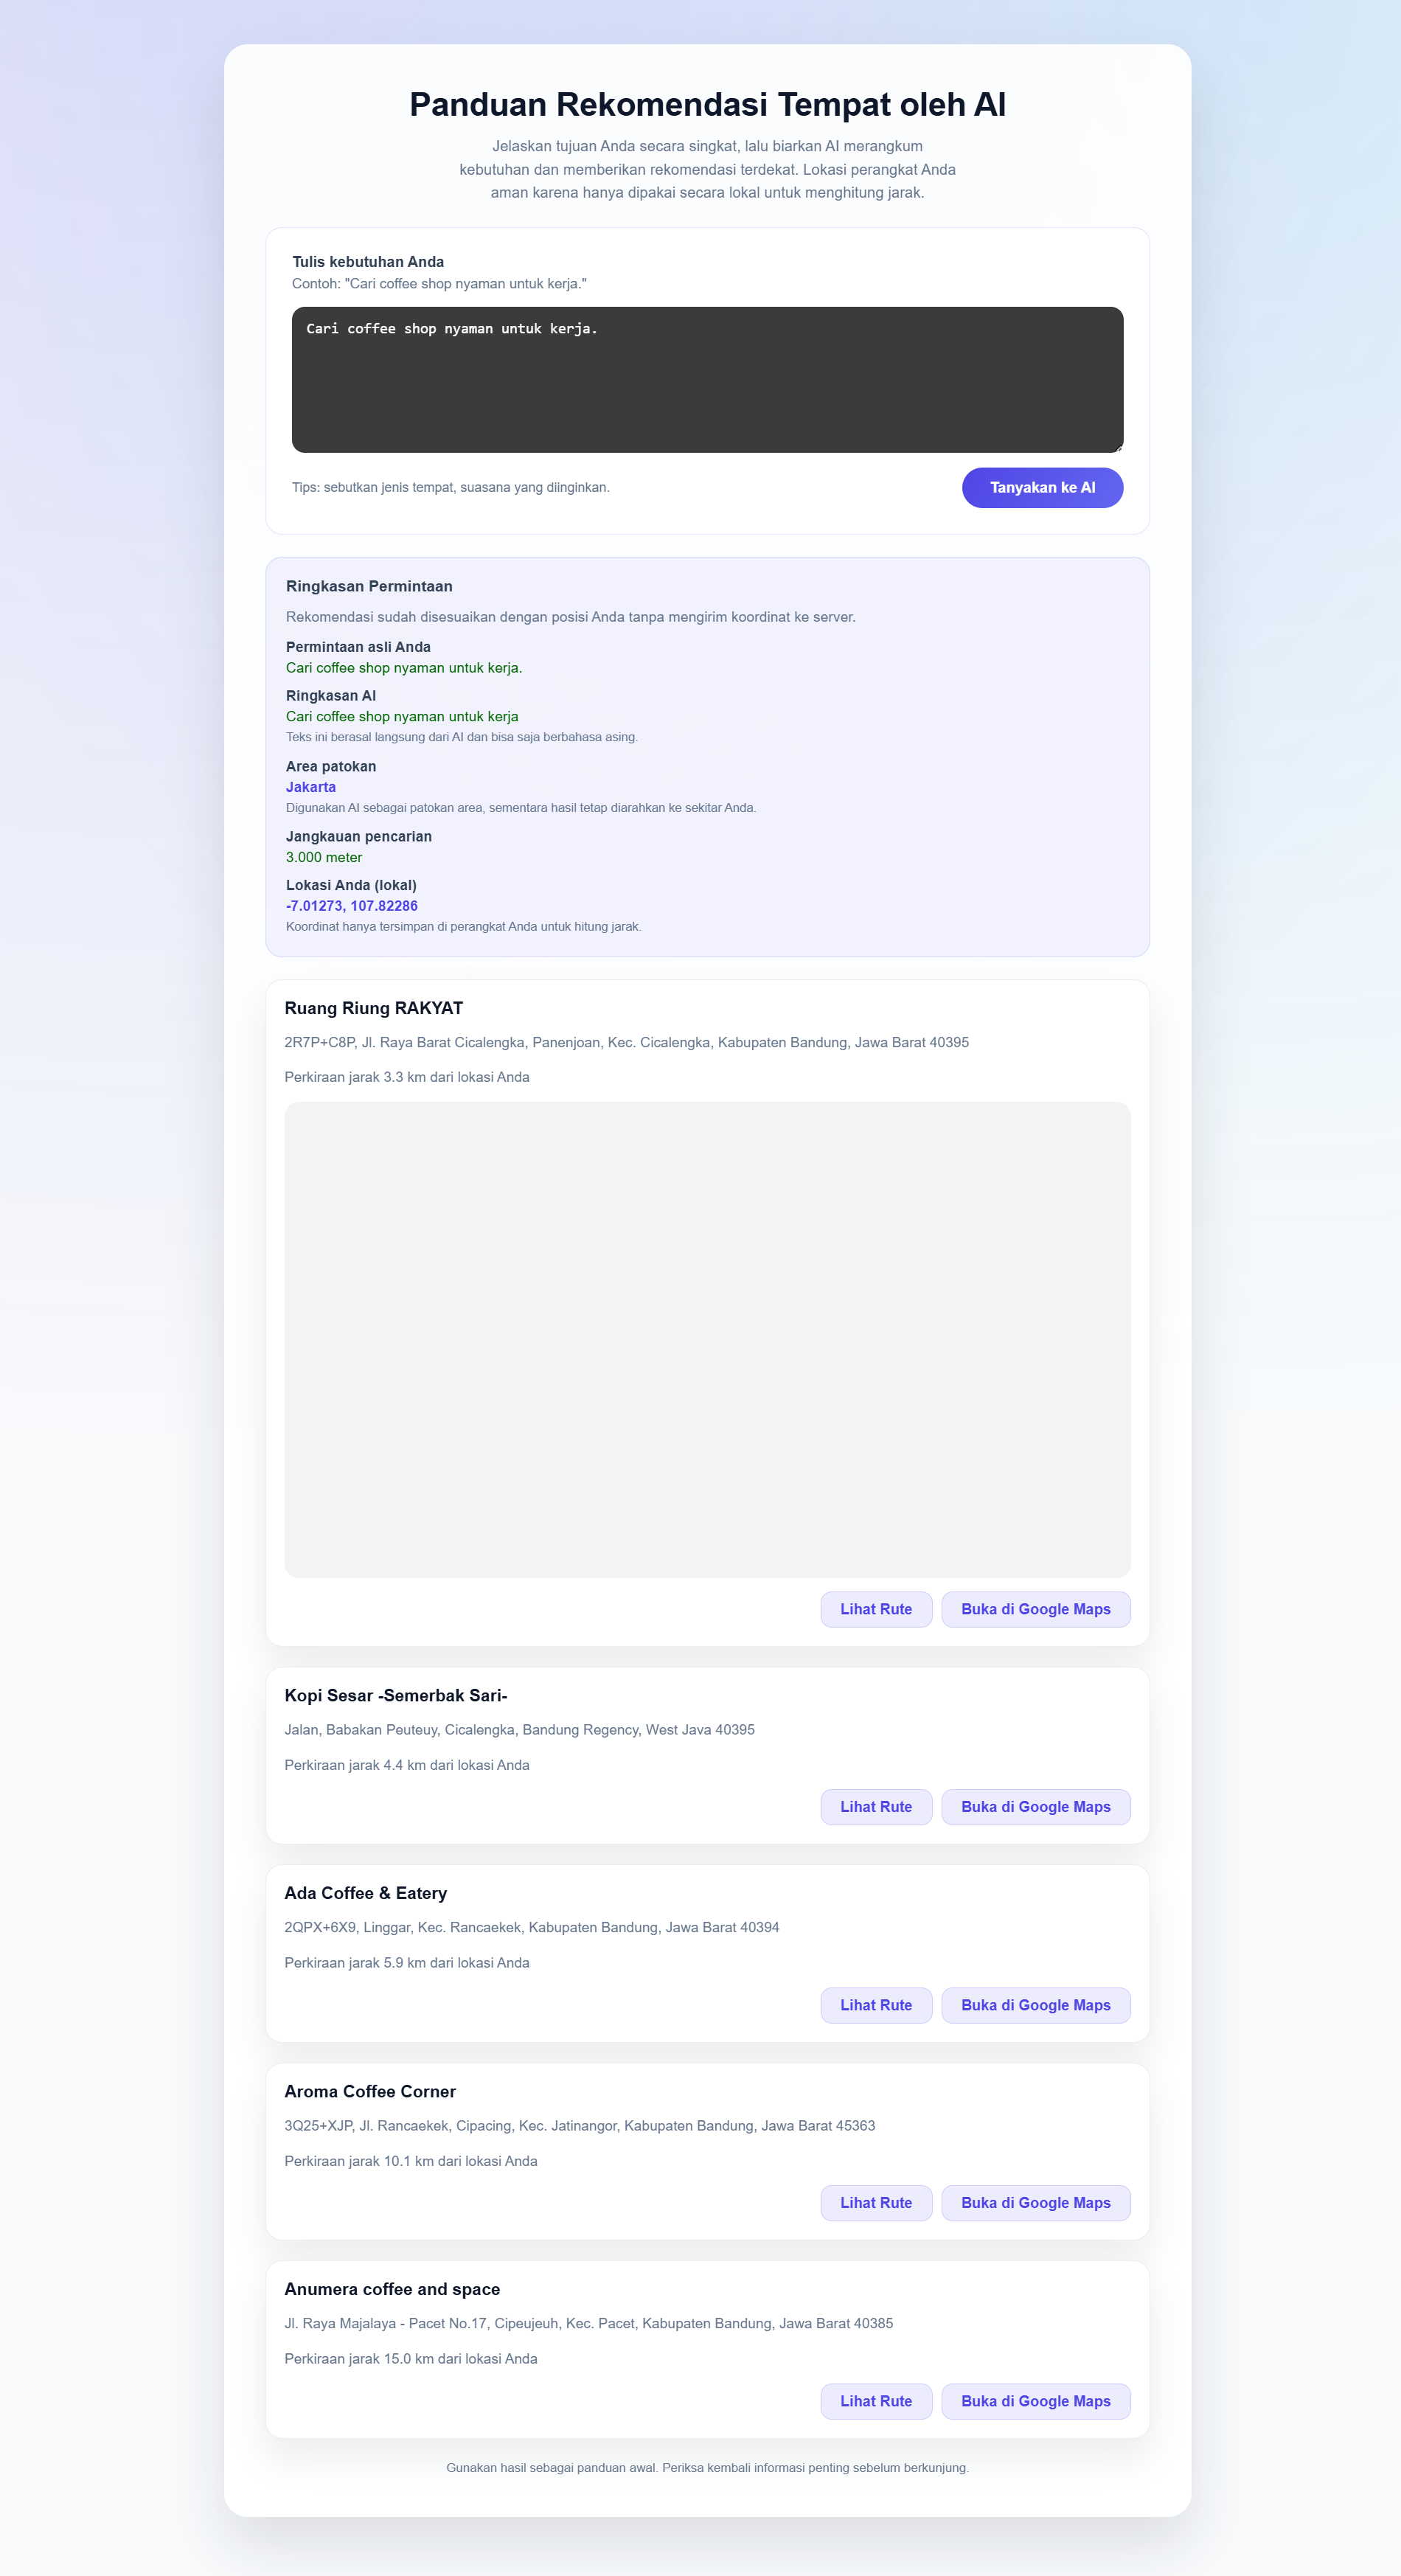 Panduan Rekomendasi Tempat oleh AI
Jelaskan tujuan Anda secara singkat, lalu biarkan AI merangkum
kebutuhan dan memberikan rekomendasi terdekat. Lokasi perangkat Anda
aman karena hanya dipakai secara lokal untuk menghitung jarak.
Tulis kebutuhan Anda
Contoh: "Cari coffee shop nyaman untuk kerja."
Cari coffee shop nyaman untuk kerja.
Tips: sebutkan jenis tempat, suasana yang diinginkan.
Tanyakan ke AI
Ringkasan Permintaan
Rekomendasi sudah disesuaikan dengan posisi Anda tanpa mengirim koordinat ke server.
Permintaan asli Anda
Cari coffee shop nyaman untuk kerja.
Ringkasan AI
Cari coffee shop nyaman untuk kerja
Teks ini berasal langsung dari AI dan bisa saja berbahasa asing.
Area patokan
Jakarta
Digunakan AI sebagai patokan area, sementara hasil tetap diarahkan ke sekitar Anda.
Jangkauan pencarian
3.000 meter
Lokasi Anda (lokal)
-7.01273, 107.82286
Koordinat hanya tersimpan di perangkat Anda untuk hitung jarak.
Ruang Riung RAKYAT
2R7P+C8P, Jl. Raya Barat Cicalengka, Panenjoan, Kec. Cicalengka, Kabupaten Bandung, Jawa Barat 40395
Perkiraan jarak 3.3 km dari lokasi Anda
Lihat Rute
Buka di Google Maps
Kopi Sesar -Semerbak Sari-
Jalan, Babakan Peuteuy, Cicalengka, Bandung Regency, West Java 40395
Perkiraan jarak 4.4 km dari lokasi Anda
Lihat Rute
Buka di Google Maps
Ada Coffee & Eatery
2QPX+6X9, Linggar, Kec. Rancaekek, Kabupaten Bandung, Jawa Barat 40394
Perkiraan jarak 5.9 km dari lokasi Anda
Lihat Rute
Buka di Google Maps
Aroma Coffee Corner
3Q25+XJP, Jl. Rancaekek, Cipacing, Kec. Jatinangor, Kabupaten Bandung, Jawa Barat 45363
Perkiraan jarak 10.1 km dari lokasi Anda
Lihat Rute
Buka di Google Maps
Anumera coffee and space
Jl. Raya Majalaya - Pacet No.17, Cipeujeuh, Kec. Pacet, Kabupaten Bandung, Jawa Barat 40385
Perkiraan jarak 15.0 km dari lokasi Anda
Lihat Rute
Buka di Google Maps
Gunakan hasil sebagai panduan awal. Periksa kembali informasi penting sebelum berkunjung.